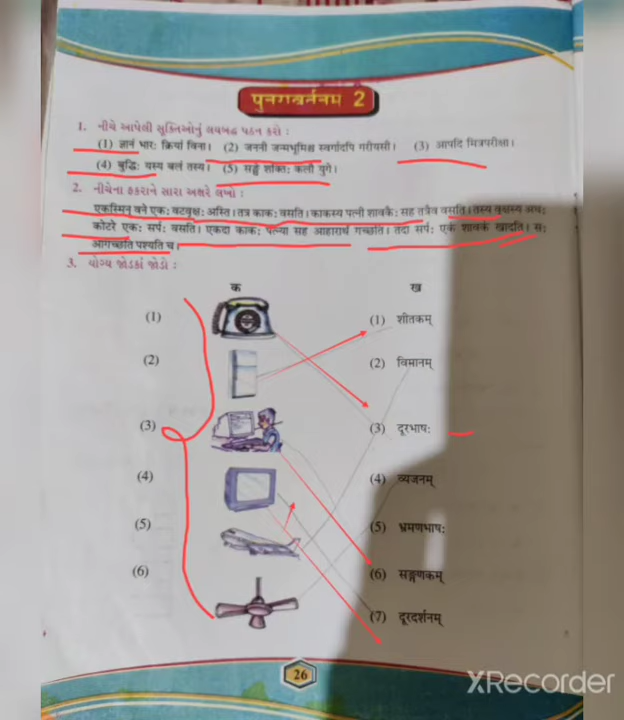 पुनरावर्तनम् 2
1. નીચે આપેલી સૂક્તિઓનું લયબદ્ધ પઠન કરો :
(1) ज्ञानं भारः क्रियां विना। (2) जननी जन्मभूमिश्च स्वर्गादपि गरीयसी। (3) आपदि मित्रपरीक्षा।
(4) बुद्धिः यस्य बलं तस्य। (5) सङ्घे शक्तिः कलौ युगे।
2. નીચેના ફકરાને સારા અક્ષરે લખો :
एकस्मिन् वने एकः वटवृक्षः अस्ति। तत्र काकः वसति। काकस्य पत्नी शावकैः सह तत्रैव वसति। तस्य वृक्षस्य अधः
कोटरे एकः सर्पः वसति। एकदा काकः पत्न्या सह आहारार्थं गच्छति। तदा सर्पः एकं शावकं खादति। सः
आगच्छति पश्यति च।
3. યોગ્ય જોડકાં જોડો :
क ख
(1) (1) शीतकम्
(2) (2) विमानम्
(3) (3) दूरभाषः
(4) (4) व्यजनम्
(5) (5) भ्रमणभाषः
(6) (6) सङ्गणकम्
(7) दूरदर्शनम्
26
XRecorder